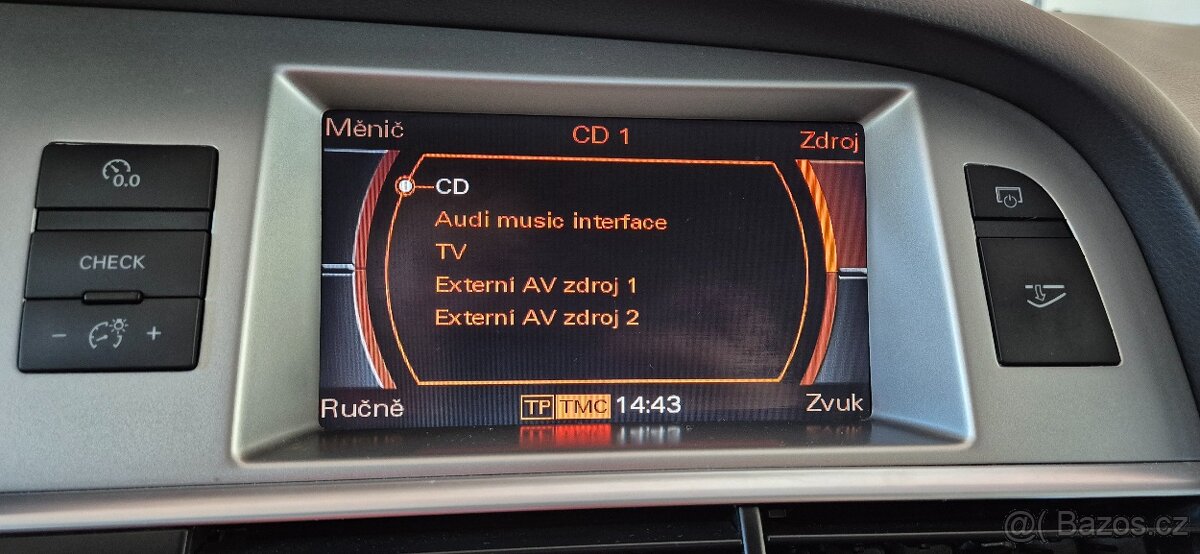 Měnič
CD 1
Zdroj
CD
Audi music interface
TV
Externí AV zdroj 1
Externí AV zdroj 2
Ručně
TP TMC 14:43
Zvuk
0.0
CHECK
- +
@( Bazos.cz